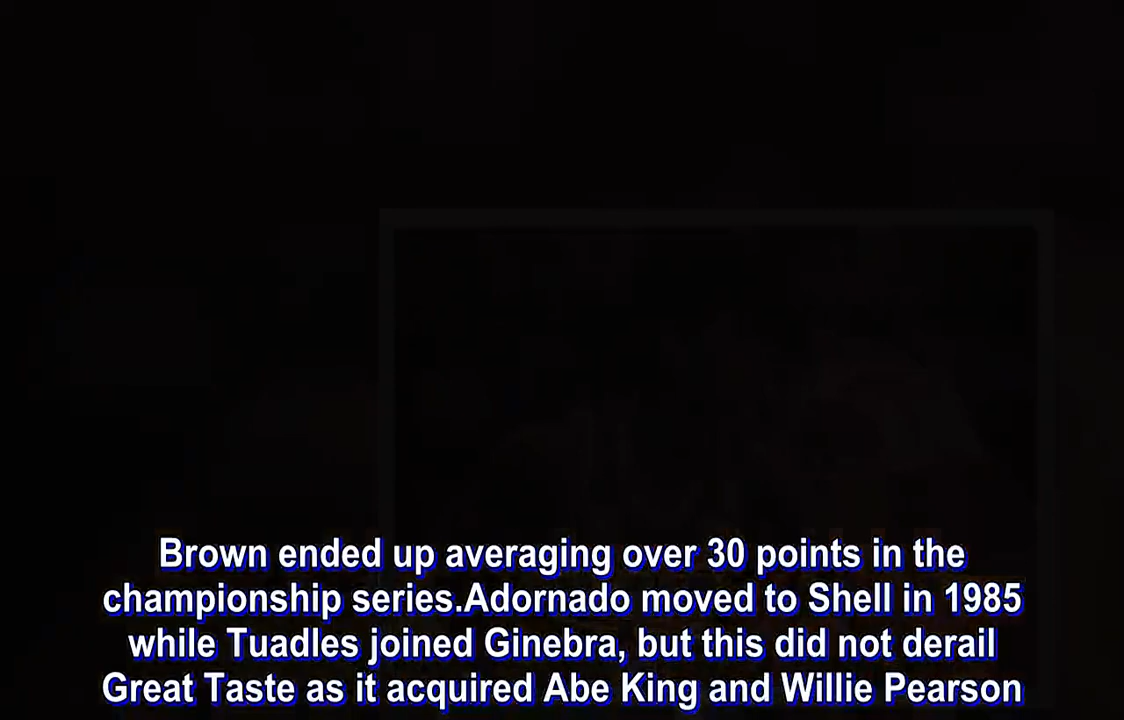 Brown ended up averaging over 30 points in the
championship series.Adornado moved to Shell in 1985
while Tuadles joined Ginebra, but this did not derail
Great Taste as it acquired Abe King and Willie Pearson